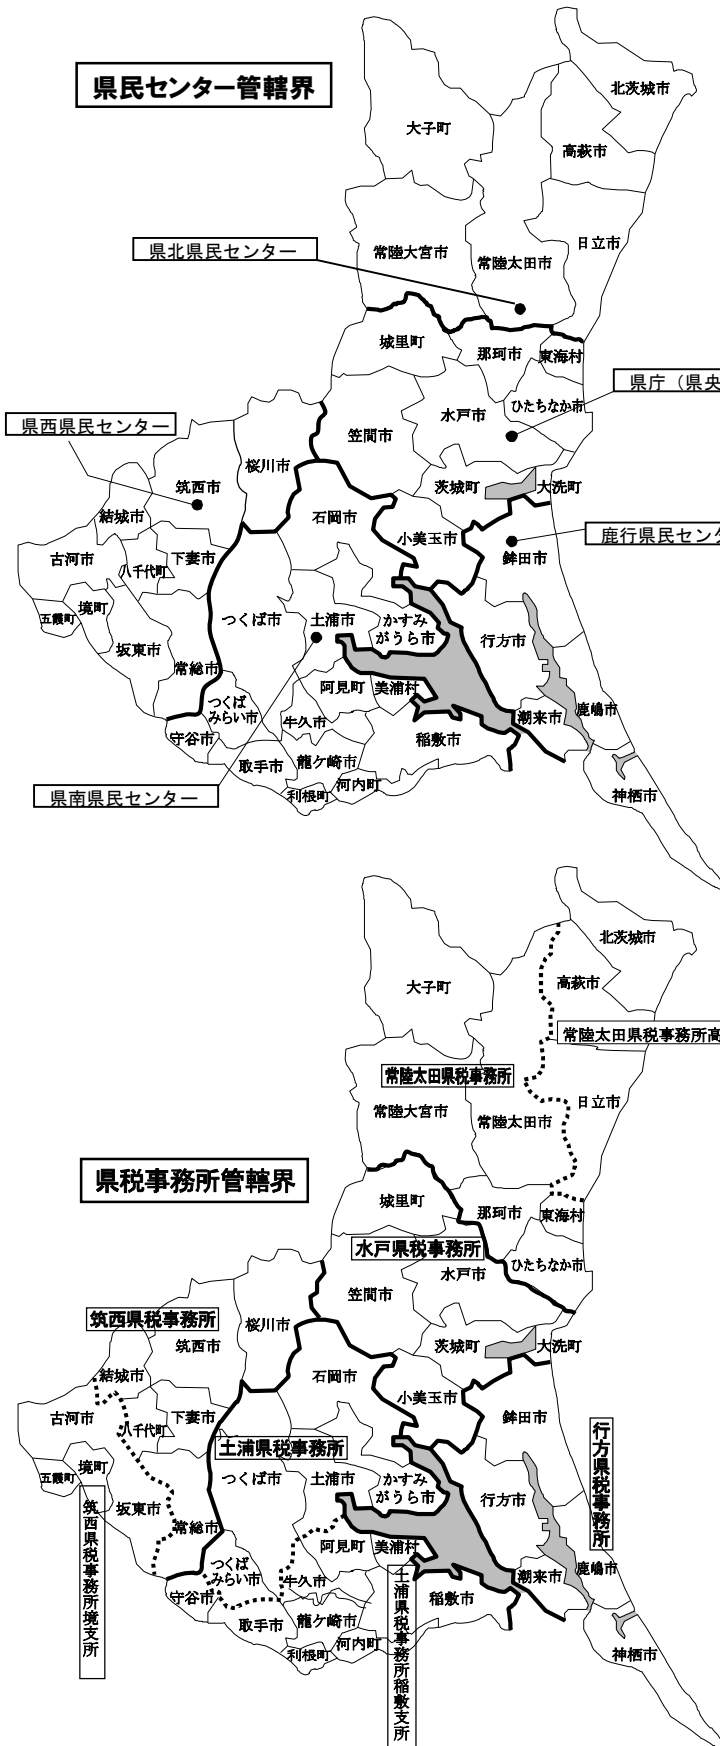 県民センター管轄界
北茨城市
大子町
高萩市
日立市
常陸大宮市
常陸太田市
県北県民センター
城里町
那珂市
東海村
県庁（県央
ひたちなか市
水戸市
笠間市
県西県民センター
桜川市
筑西市
茨城町
大洗町
結城市
石岡市
小美玉市
鹿行県民センタ
鉾田市
古河市
八千代町
下妻市
五霞町
境町
つくば市
土浦市
かすみ
がうら市
行方市
坂東市
常総市
阿見町
美浦村
つくば
みらい市
牛久市
潮来市
鹿嶋市
守谷市
稲敷市
取手市
龍ケ崎市
河内町
利根町
県南県民センター
神栖市
北茨城市
高萩市
大子町
常陸太田県税事務所高
常陸太田県税事務所
日立市
常陸大宮市
常陸太田市
県税事務所管轄界
城里町
那珂市
東海村
水戸県税事務所
ひたちなか市
水戸市
笠間市
筑西県税事務所
桜川市
筑西市
茨城町
大洗町
結城市
石岡市
小美玉市
鉾田市
古河市
八千代町
下妻市
土浦県税事務所
行方県税事務所
五霞町
境町
つくば市
土浦市
かすみ
がうら市
行方市
坂東市
常総市
筑西県税事務所境支所
阿見町
美浦村
つくば
みらい市
牛久市
潮来市
鹿嶋市
守谷市
土浦県税事務所稲敷支所
稲敷市
取手市
龍ケ崎市
河内町
利根町
神栖市